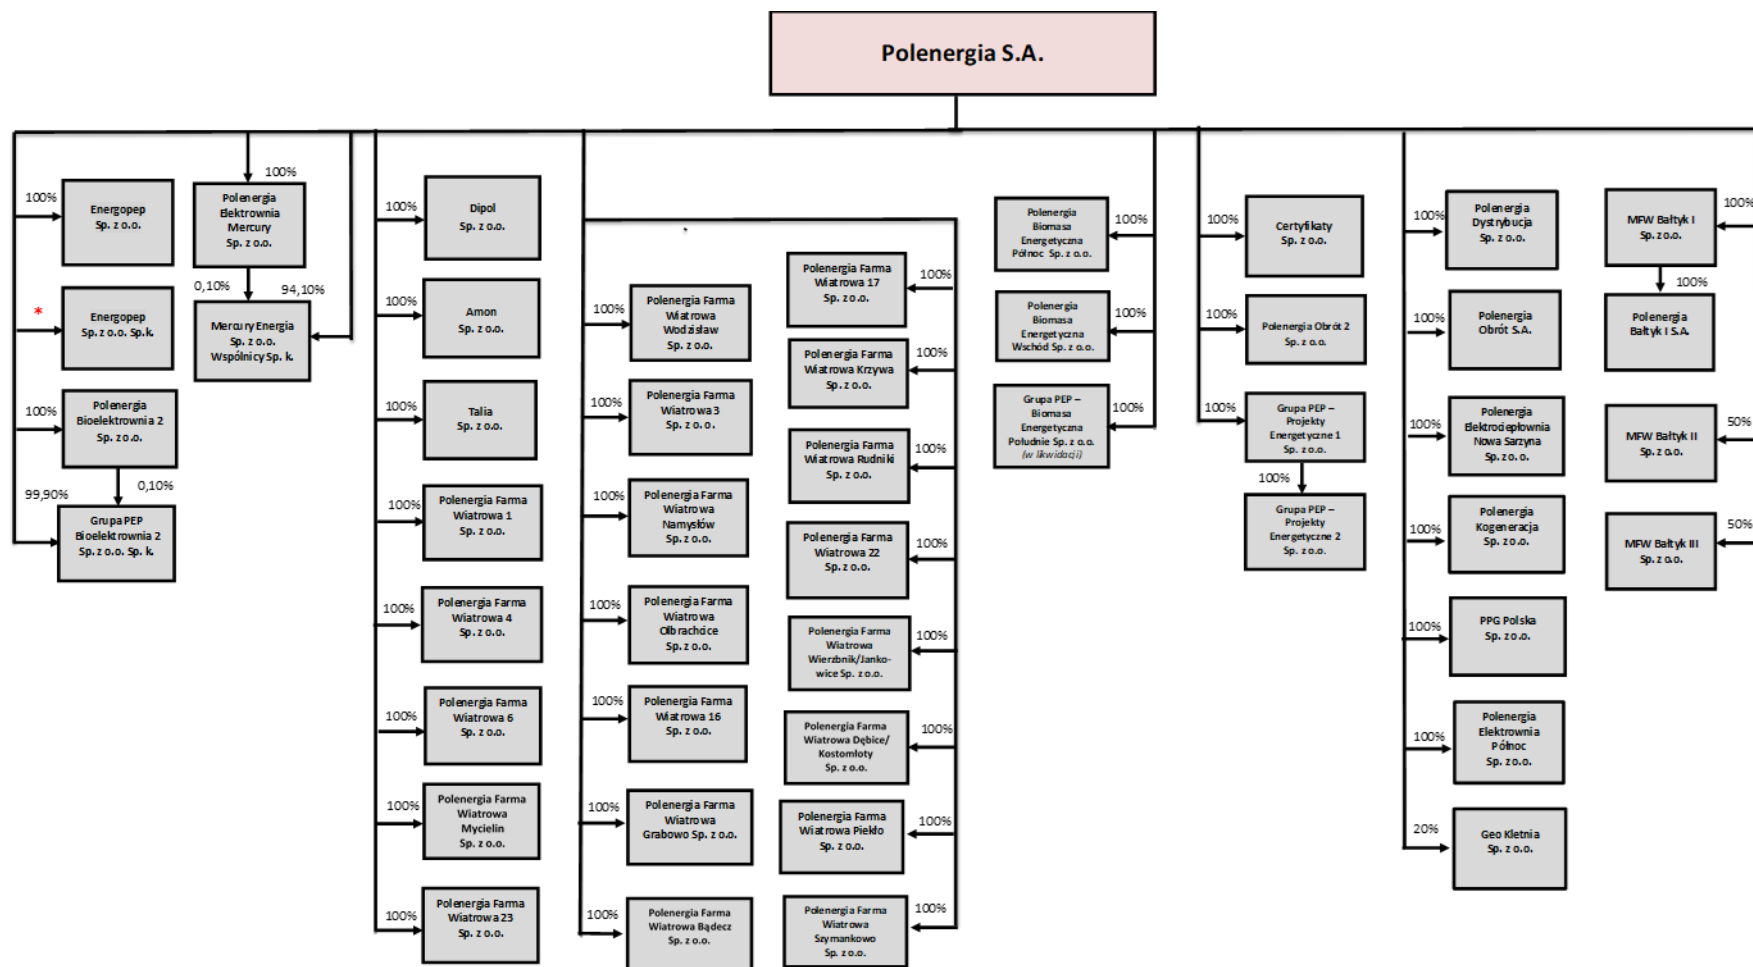 Polenergia S.A.
100%
Energopep
Sp. z o.o.
*
Energopep
Sp. z o.o. Sp.k.
100%
Polenergia
Bioelektrownia 2
Sp. z o.o.
99,90%
0,10%
Grupa PEP
Bioelektrownia 2
Sp. z o.o. Sp. k.
100%
Polenergia
Elektrownia
Mercury
Sp. z o.o.
0,10%
94,10%
Mercury Energia
Sp. z o.o.
Wspólnicy Sp. k.
100%
Dipol
Sp. z o.o.
100%
Amon
Sp. z o.o.
100%
Talia
Sp. z o.o.
100%
Polenergia Farma
Wiatrowa 1
Sp. z o.o.
100%
Polenergia Farma
Wiatrowa 4
Sp. z o.o.
100%
Polenergia Farma
Wiatrowa 6
Sp. z o.o.
100%
Polenergia Farma
Wiatrowa
Mycielin
Sp. z o.o.
100%
Polenergia Farma
Wiatrowa 23
Sp. z o.o.
100%
Polenergia Farma
Wiatrowa
Wodzisław
Sp. z o.o.
100%
Polenergia Farma
Wiatrowa 3
Sp. z o.o.
100%
Polenergia Farma
Wiatrowa
Namysłów
Sp. z o.o.
100%
Polenergia Farma
Wiatrowa
Olbrachcice
Sp. z o.o.
100%
Polenergia Farma
Wiatrowa 16
Sp. z o.o.
100%
Polenergia Farma
Wiatrowa
Grabowo Sp. z o.o.
100%
Polenergia Farma
Wiatrowa Bądecz
Sp. z o.o.
Polenergia Farma
Wiatrowa 17
Sp. z o.o.
100%
Polenergia Farma
Wiatrowa Krzywa
Sp. z o.o.
100%
Polenergia Farma
Wiatrowa Rudniki
Sp. z o.o.
100%
Polenergia Farma
Wiatrowa 22
Sp. z o.o.
100%
Polenergia Farma
Wiatrowa
Wierzbnik/Janko-
wice Sp. z o.o.
100%
Polenergia Farma
Wiatrowa Dębice/
Kostomłoty
Sp. z o.o.
100%
Polenergia Farma
Wiatrowa Piekło
Sp. z o.o.
100%
Polenergia Farma
Wiatrowa
Szymankowo
Sp. z o.o.
100%
Polenergia
Biomasa
Energetyczna
Północ Sp. z o.o.
100%
Polenergia
Biomasa
Energetyczna
Wschód Sp. z o.o.
100%
Grupa PEP –
Biomasa
Energetyczna
Południe Sp. z o.o.
(w likwidacji)
100%
100%
Certyfikaty
Sp. z o.o.
100%
Polenergia Obrót 2
Sp. z o.o.
100%
Grupa PEP –
Projekty
Energetyczne 1
Sp. z o.o.
100%
Grupa PEP –
Projekty
Energetyczne 2
Sp. z o.o.
100%
Polenergia
Dystrybucja
Sp. z o.o.
100%
Polenergia
Obrót S.A.
100%
Polenergia
Elektrociepłownia
Nowa Sarzyna
Sp. z o.o.
100%
Polenergia
Kogeneracja
Sp. z o.o.
100%
PPG Polska
Sp. z o.o.
100%
Polenergia
Elektrownia
Północ
Sp. z o.o.
20%
Geo Kletnia
Sp. z o.o.
MFW Bałtyk I
Sp. z o.o.
100%
100%
Polenergia
Bałtyk I S.A.
MFW Bałtyk II
Sp. z o.o.
50%
MFW Bałtyk III
Sp. z o.o.
50%